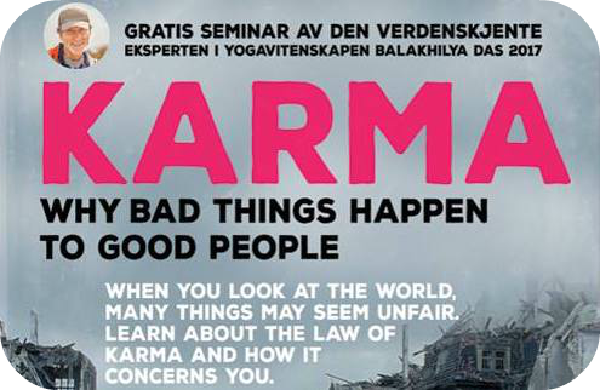 GRATIS SEMINAR AV DEN VERDENSKJENTE
EKSPERTEN I YOGAVITENSKAPEN BALAKHILYA DAS 2017
KARMA
WHY BAD THINGS HAPPEN
TO GOOD PEOPLE
WHEN YOU LOOK AT THE WORLD,
MANY THINGS MAY SEEM UNFAIR.
LEARN ABOUT THE LAW OF
KARMA AND HOW IT
CONCERNS YOU.